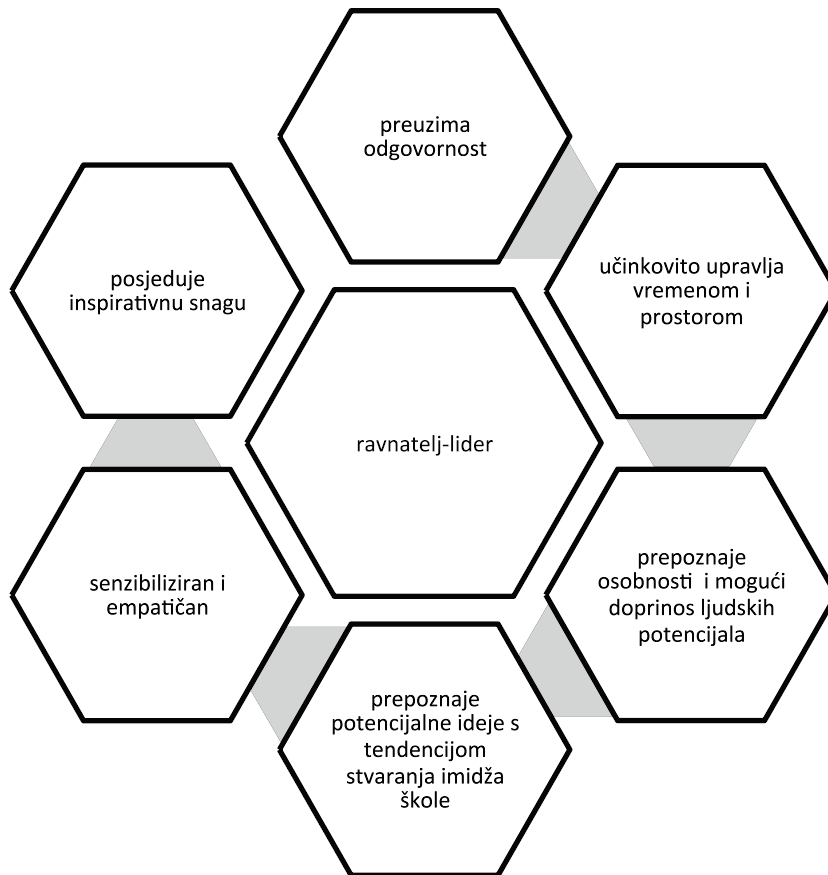 preuzima
odgovornost
učinkovito upravlja
vremenom i
prostorom
prepoznaje
osobnosti i mogući
doprinos ljudskih
potencijala
prepoznaje
potencijalne ideje s
tendencijom
stvaranja imidža
škole
senzibiliziran i
empatičan
posjeduje
inspirativnu snagu
ravnatelj-lider